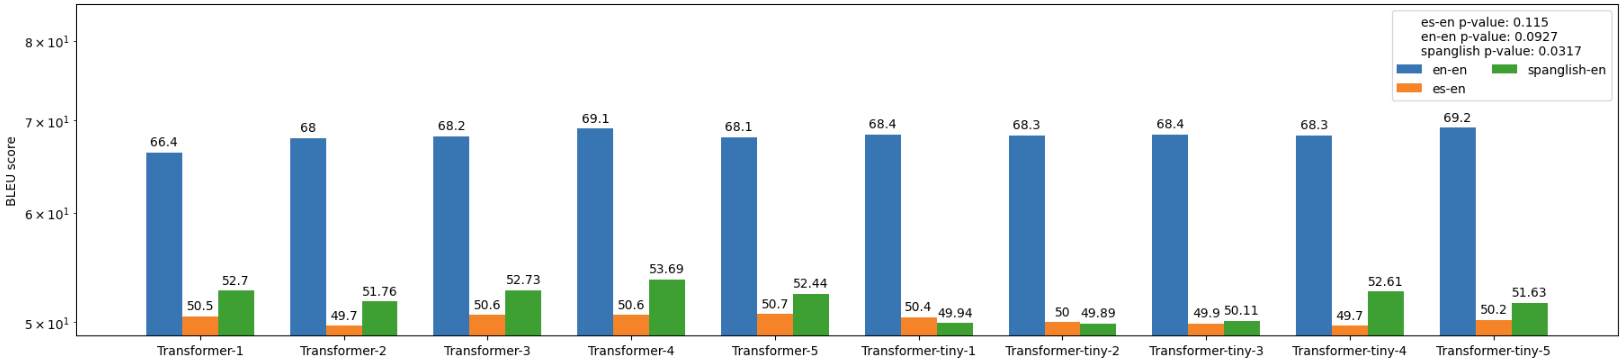 es-en p-value: 0.115
en-en p-value: 0.0927
spanglish p-value: 0.0317
en-en spanglish-en
es-en
BLEU score
8 × 10¹
7 × 10¹
6 × 10¹
5 × 10¹
66.4 50.5 52.7
68 49.7 51.76
68.2 50.6 52.73
69.1 50.6 53.69
68.1 50.7 52.44
68.4 50.4 49.94
68.3 50 49.89
68.4 49.9 50.11
68.3 49.7 52.61
69.2 50.2 51.63
Transformer-1 Transformer-2 Transformer-3 Transformer-4 Transformer-5 Transformer-tiny-1 Transformer-tiny-2 Transformer-tiny-3 Transformer-tiny-4 Transformer-tiny-5